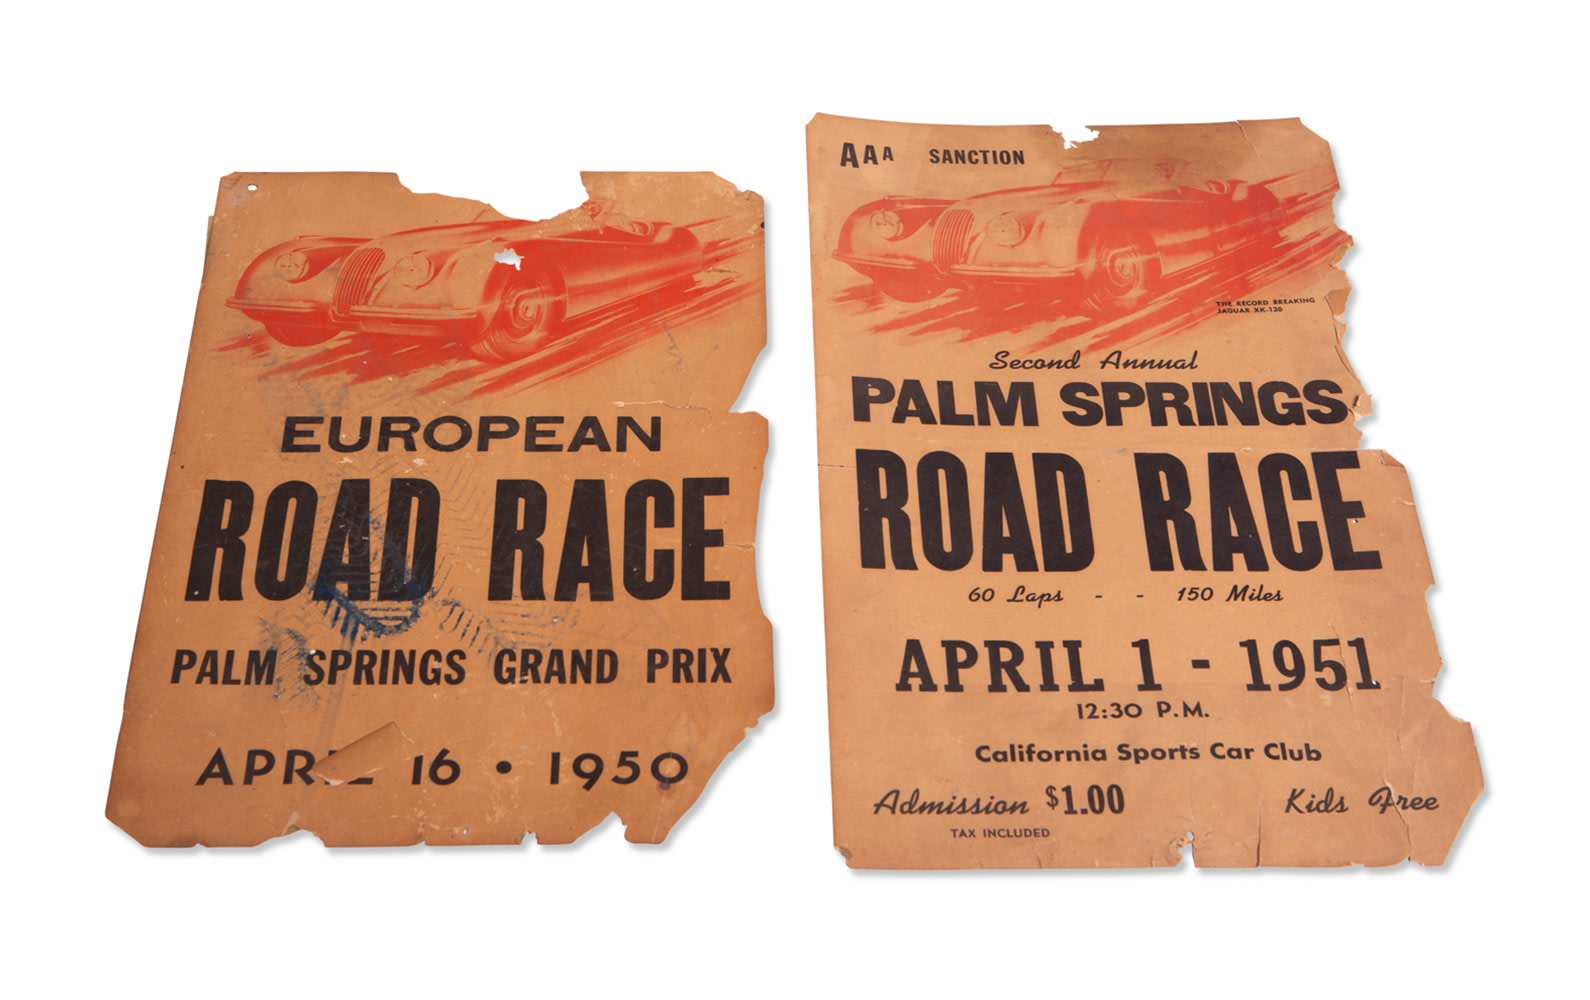 EUROPEAN
ROAD RACE
PALM SPRINGS GRAND PRIX
APRIL 16 • 1950
AAA SANCTION
THE RECORD BREAKING
JAGUAR XK-120
Second Annual
PALM SPRINGS
ROAD RACE
60 Laps - - 150 Miles
APRIL 1 - 1951
12:30 P.M.
California Sports Car Club
Admission $1.00 Kids Free
TAX INCLUDED